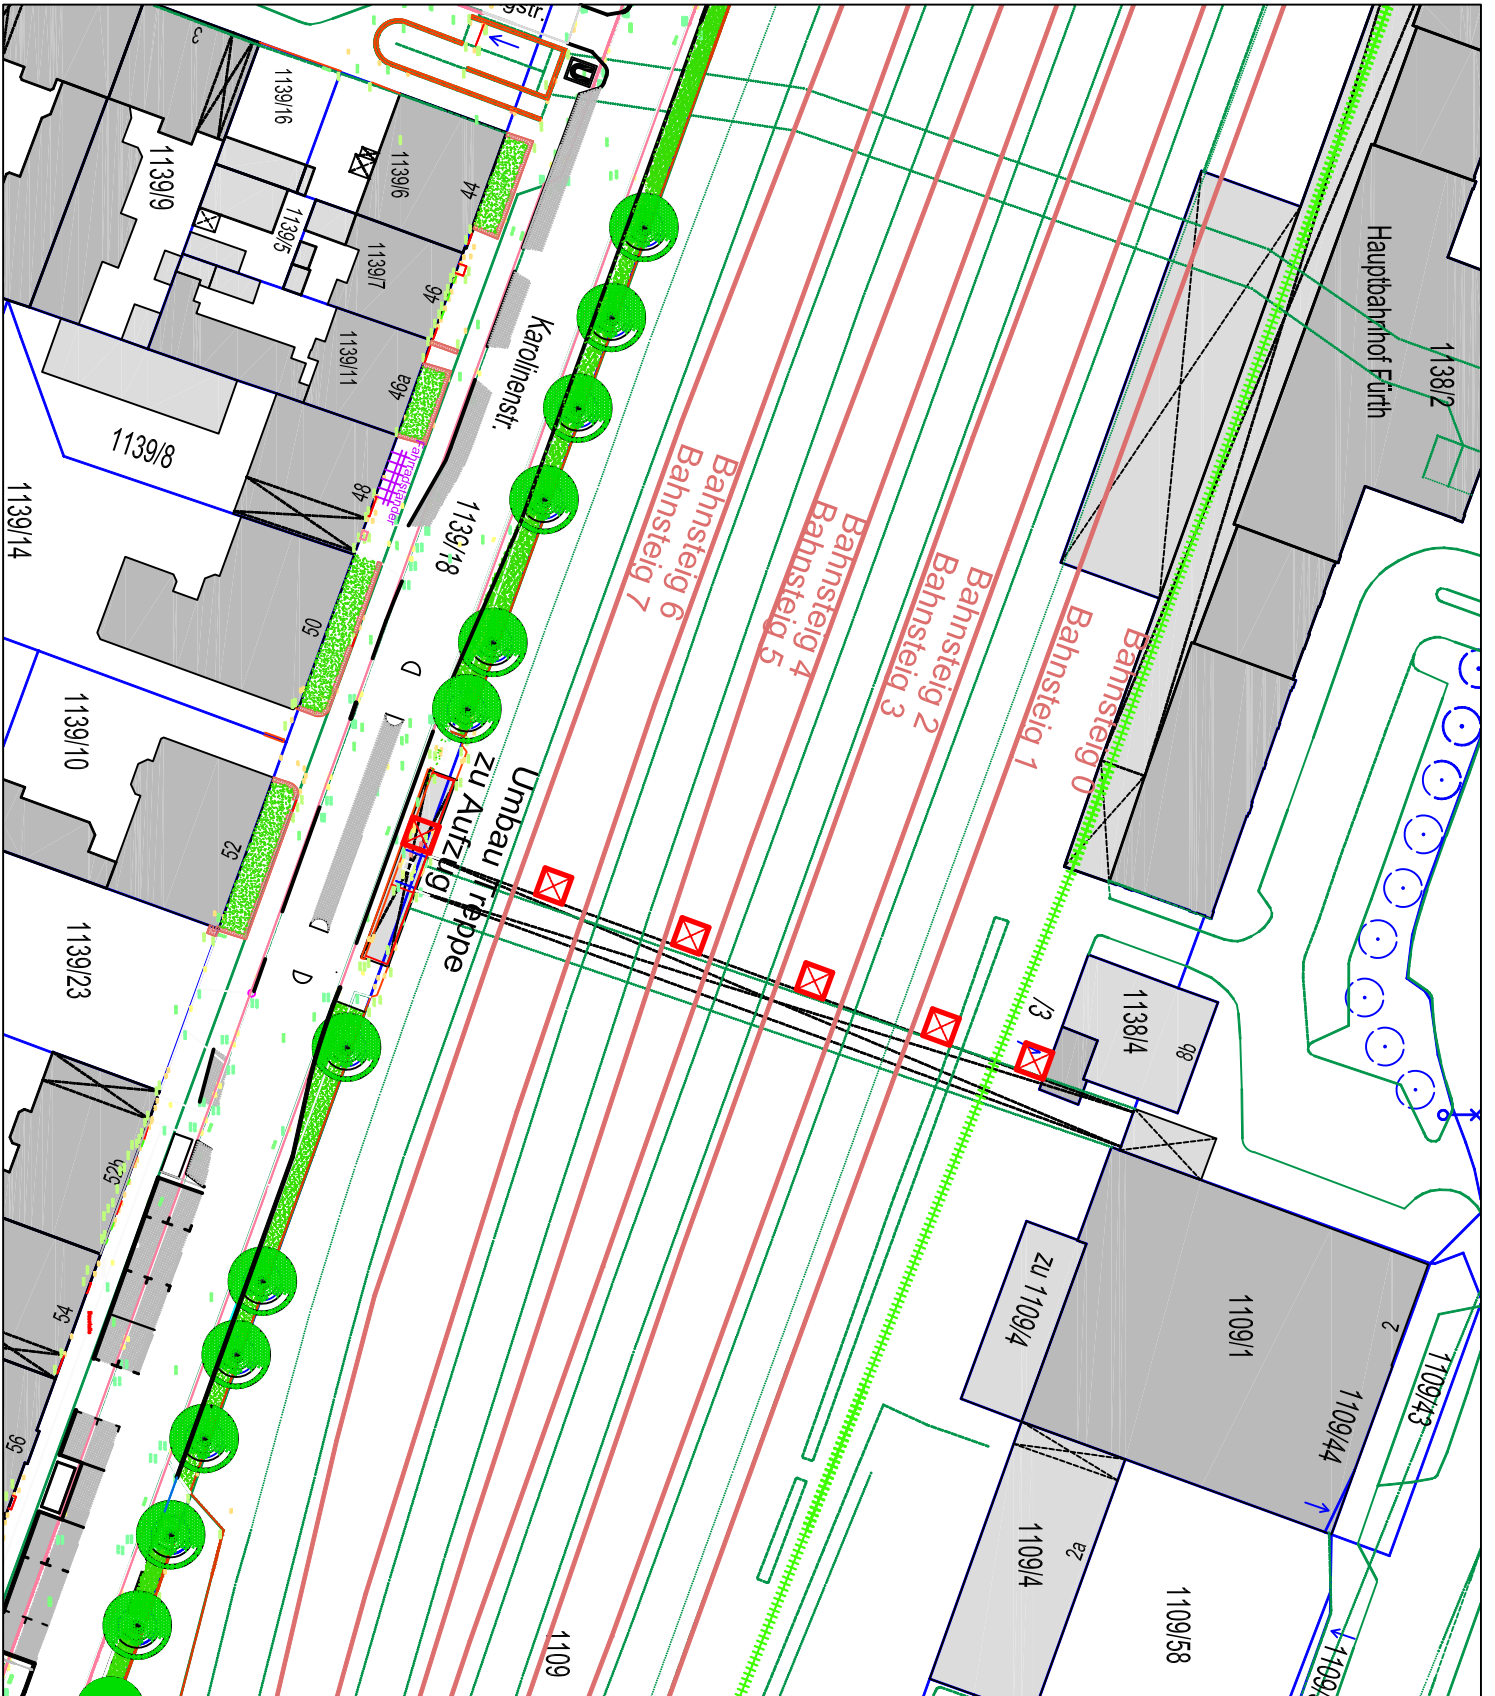 gstr.
U
3
1139/16
1139/6
44
1139/9
1139/5
1139/7
46
1139/11
46a
Karolinenstr.
1139/8
1139/14
48
1139/18
50
1139/10
52
1139/23
52b
54
56
Hauptbahnhof Fürth
1138/2
Bahnsteig 6
Bahnsteig 7
Bahnsteig 4
Bahnsteig 5
Bahnsteig 2
Bahnsteig 3
Bahnsteig 0
Bahnsteig 1
D
D
D
D
Umbau Treppe
zu Aufzug!
/3
1138/4
8b
zu 1109/4
1109/1
2
1109/43
1109/44
1109/4
2a
1109/58
1109